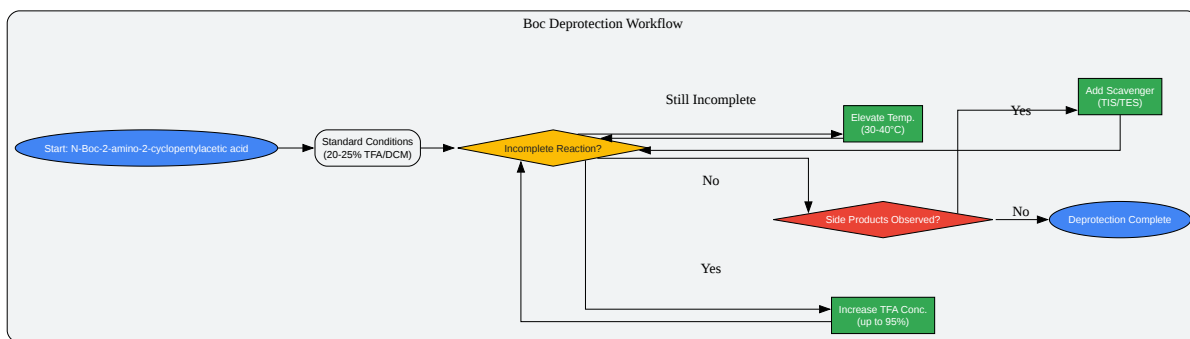 Boc Deprotection Workflow
Start: N-Boc-2-amino-2-cyclopentylacetic acid
Standard Conditions
(20-25% TFA/DCM)
Incomplete Reaction?
Still Incomplete
Elevate Temp.
(30-40°C)
Yes
Add Scavenger
(TIS/TES)
No
Side Products Observed?
No
Deprotection Complete
Yes
Increase TFA Conc.
(up to 95%)